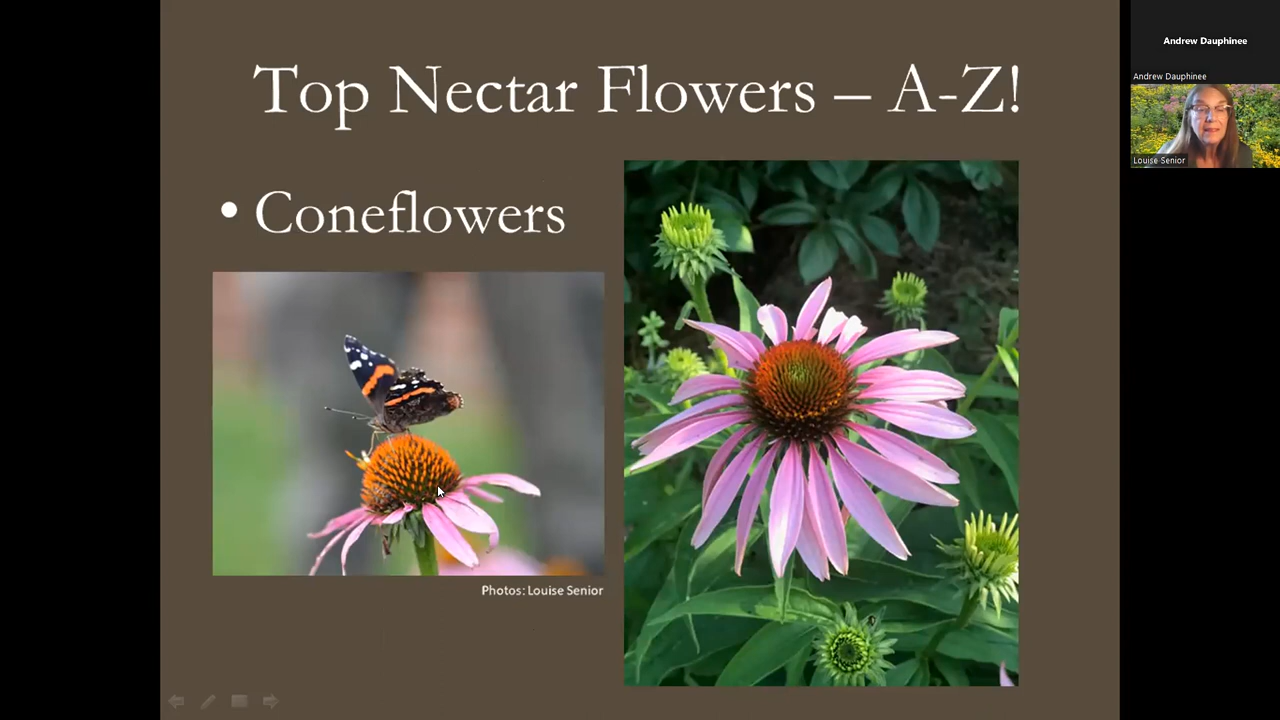 Top Nectar Flowers – A-Z!
• Coneflowers
Photos: Louise Senior
Andrew Dauphinee
Andrew Dauphinee
Louise Senior